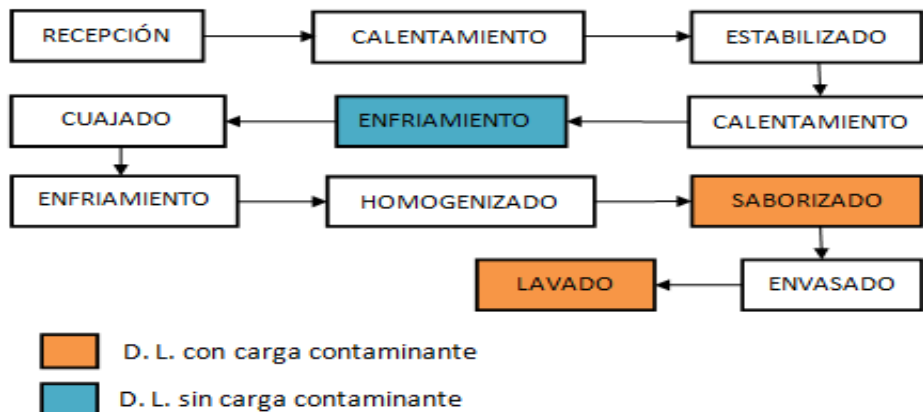 RECEPCIÓN
CALENTAMIENTO
ESTABILIZADO
CUAJADO
ENFRIAMIENTO
CALENTAMIENTO
ENFRIAMIENTO
HOMOGENIZADO
SABORIZADO
LAVADO
ENVASADO
D. L. con carga contaminante
D. L. sin carga contaminante